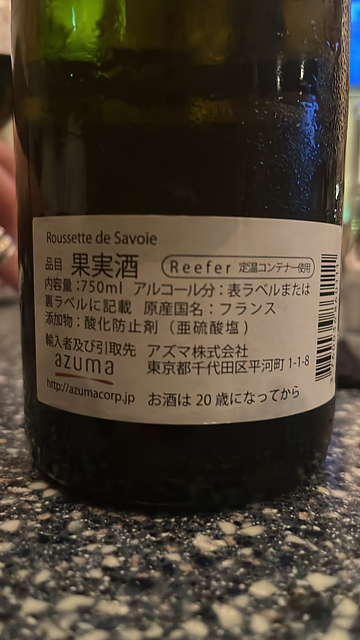 Roussette de Savoie
品目 果実酒 Reefer 定温コンテナー使用
内容量:750ml アルコール分:表ラベルまたは
裏ラベルに記載 原産国名:フランス
添加物:酸化防止剤(亜硫酸塩)
輸入者及び引取先 アズマ株式会社
azuma 東京都千代田区平河町1-1-8
http://azumacorp.jp お酒は20歳になってから